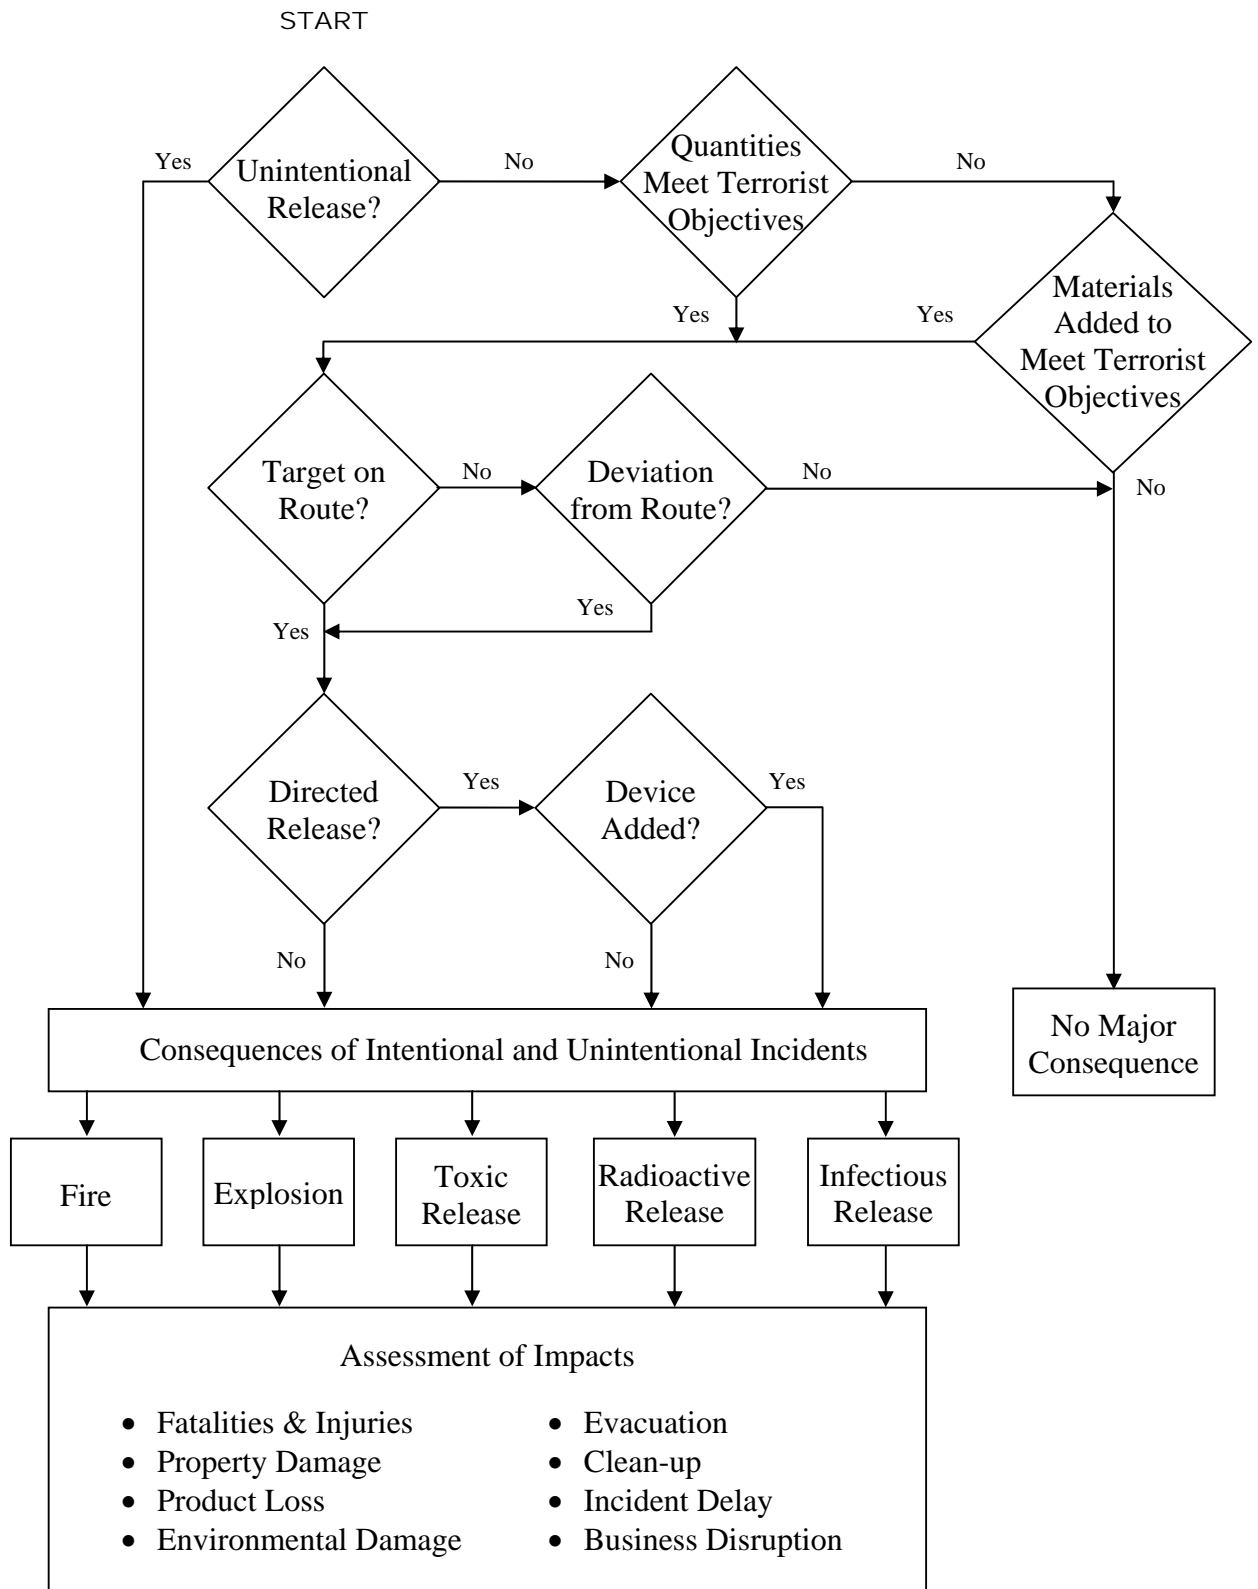 START
Unintentional
Release?
Yes
No
Quantities
Meet Terrorist
Objectives
No
Yes
Materials
Added to
Meet Terrorist
Objectives
Yes
No
Target on
Route?
No
Deviation
from Route?
No
Yes
Yes
Directed
Release?
Yes
Device
Added?
Yes
No
No
Consequences of Intentional and Unintentional Incidents
No Major
Consequence
Fire
Explosion
Toxic
Release
Radioactive
Release
Infectious
Release
Assessment of Impacts
• Fatalities & Injuries
• Property Damage
• Product Loss
• Environmental Damage
• Evacuation
• Clean-up
• Incident Delay
• Business Disruption